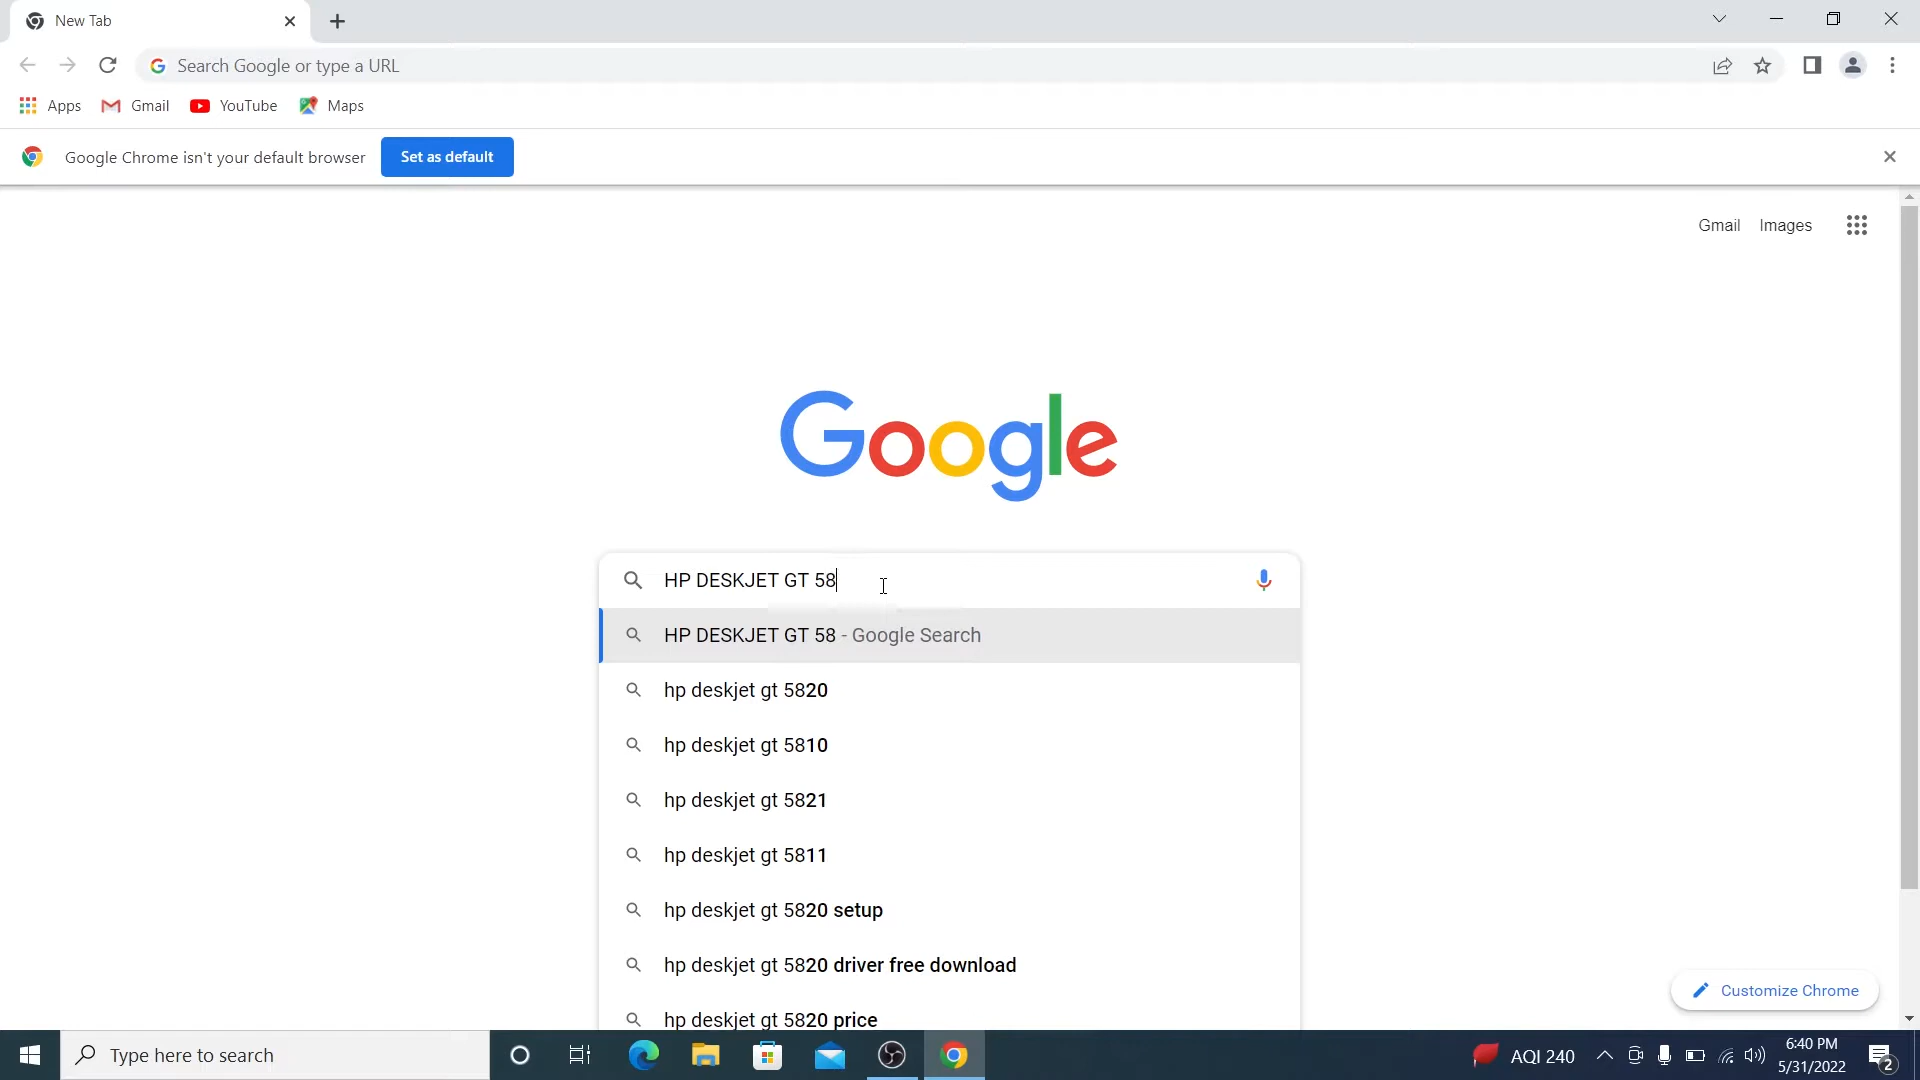 New Tab
Search Google or type a URL
Apps Gmail YouTube Maps
Google Chrome isn't your default browser Set as default
Gmail Images
Google
HP DESKJET GT 58
HP DESKJET GT 58 - Google Search
hp deskjet gt 5820
hp deskjet gt 5810
hp deskjet gt 5821
hp deskjet gt 5811
hp deskjet gt 5820 setup
hp deskjet gt 5820 driver free download
hp deskjet gt 5820 price
Customize Chrome
Type here to search
AQI 240
6:40 PM
5/31/2022
2